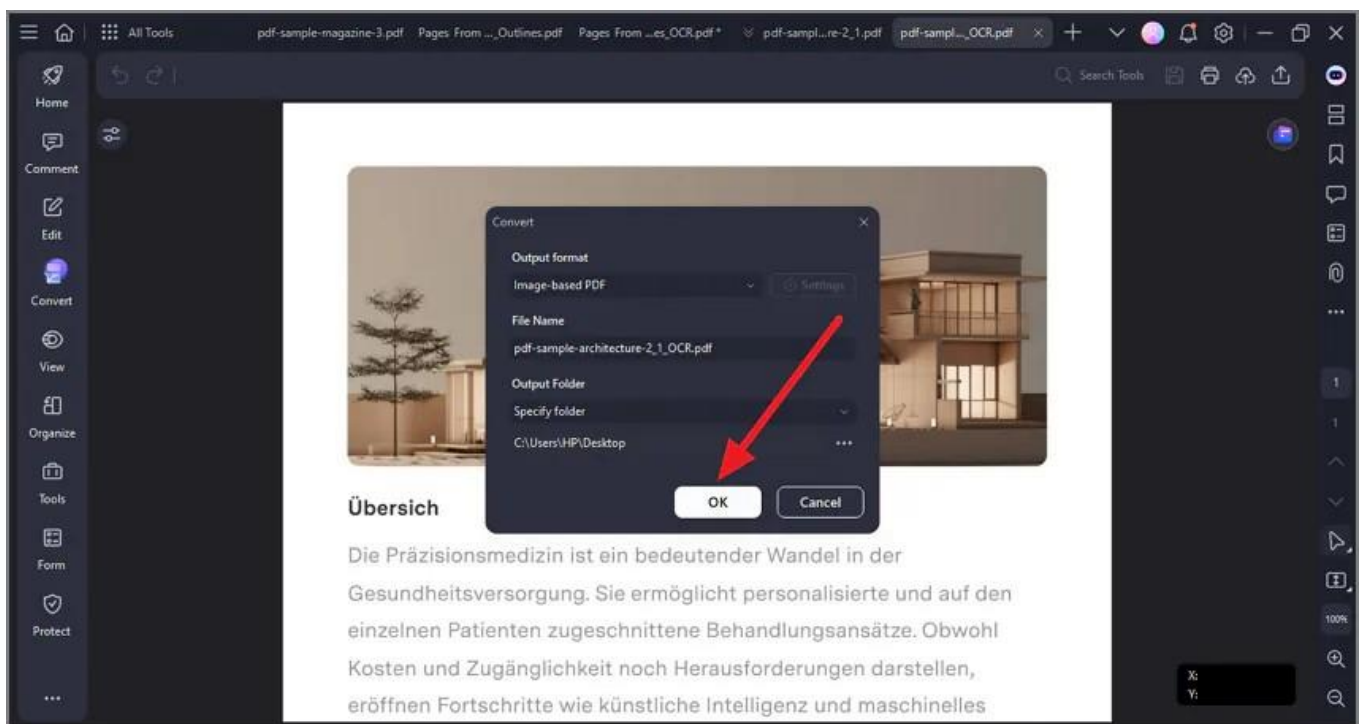 All Tools
pdf-sample-magazine-3.pdf
Pages From ..._Outlines.pdf
Pages From ...es_OCR.pdf *
pdf-sampl...re-2_1.pdf
pdf-sampl..._OCR.pdf
Search Tools
Home
Comment
Edit
Convert
View
Organize
Tools
Form
Protect
Convert
Output format
Image-based PDF
Settings
File Name
pdf-sample-architecture-2_1_OCR.pdf
Output Folder
Specify folder
C:\Users\HP\Desktop
OK
Cancel
Übersich
Die Präzisionsmedizin ist ein bedeutender Wandel in der
Gesundheitsversorgung. Sie ermöglicht personalisierte und auf den
einzelnen Patienten zugeschnittene Behandlungsansätze. Obwohl
Kosten und Zugänglichkeit noch Herausforderungen darstellen,
eröffnen Fortschritte wie künstliche Intelligenz und maschinelles
1
1
100%
X:
Y: